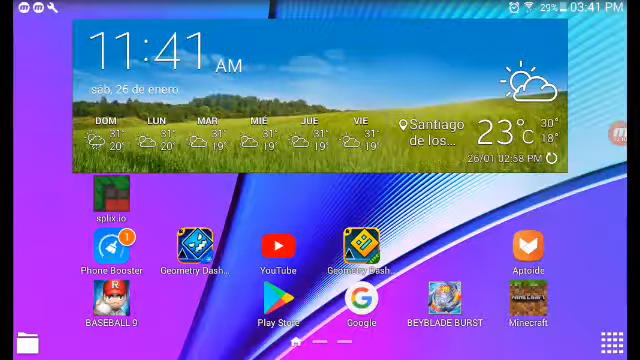 29% 03:41 PM
11:41 AM
sáb, 26 de enero
DOM LUN MAR MIÉ JUE VIE
31° 31° 31° 31° 31° 31°
20° 20° 19° 19° 19° 19°
Santiago
de los...
23°C
30°
18°
26/01 02:58 PM
splix.io
1
Phone Booster
Geometry Dash...
YouTube
Geometry Dash...
Aptoide
BASEBALL 9
Play Store
Google
BEYBLADE BURST
Minecraft